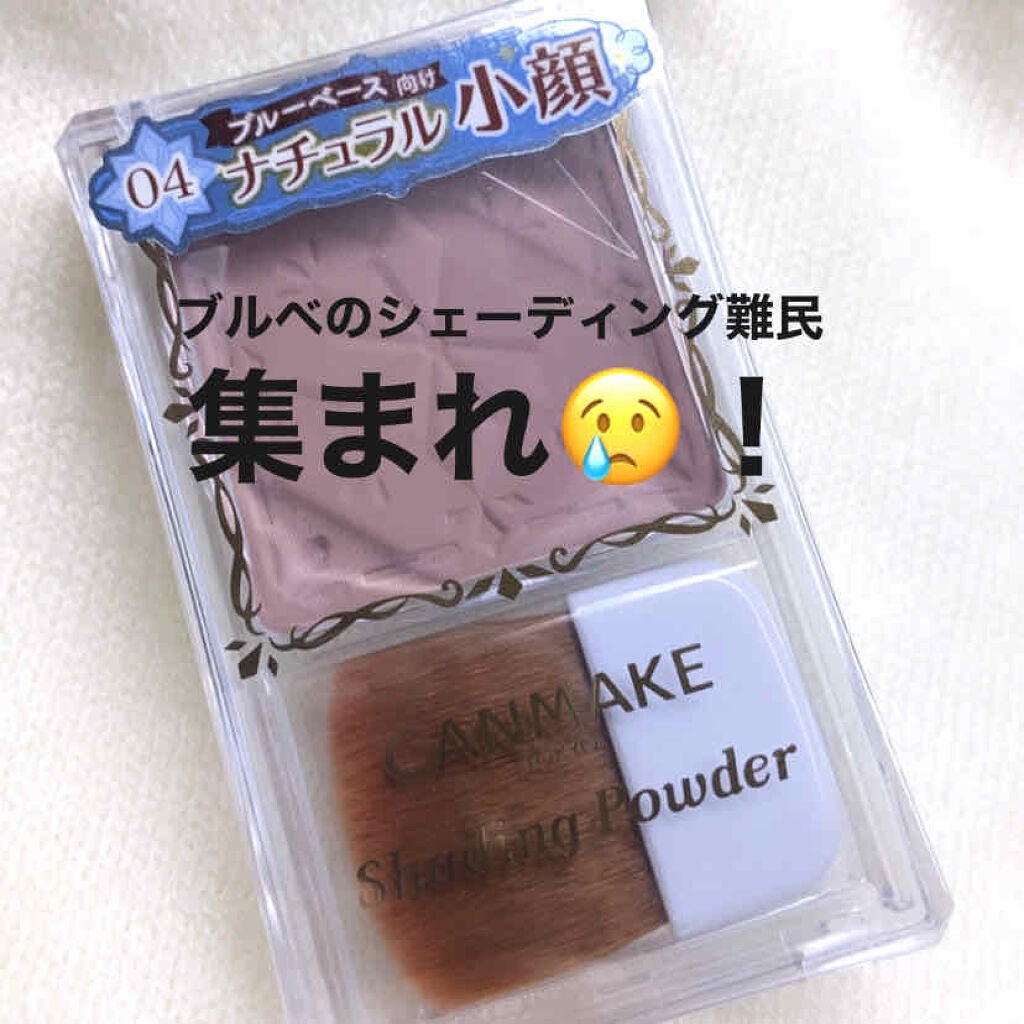 ブルーベース 向け
04 ナチュラル 小顔
ブルベのシェーディング難民
集まれ😢！
CANMAKE
Shading Powder